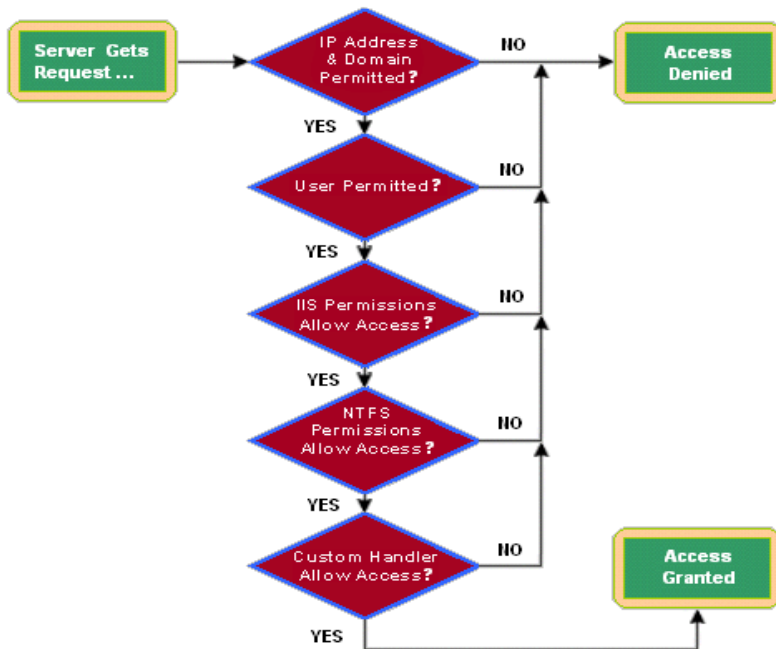 Server Gets
Request ...
IP Address
& Domain
Permitted?
NO
Access
Denied
YES
User Permitted?
NO
YES
IIS Permissions
Allow Access?
NO
YES
NTFS
Permissions
Allow Access?
NO
YES
Custom Handler
Allow Access?
NO
Access
Granted
YES